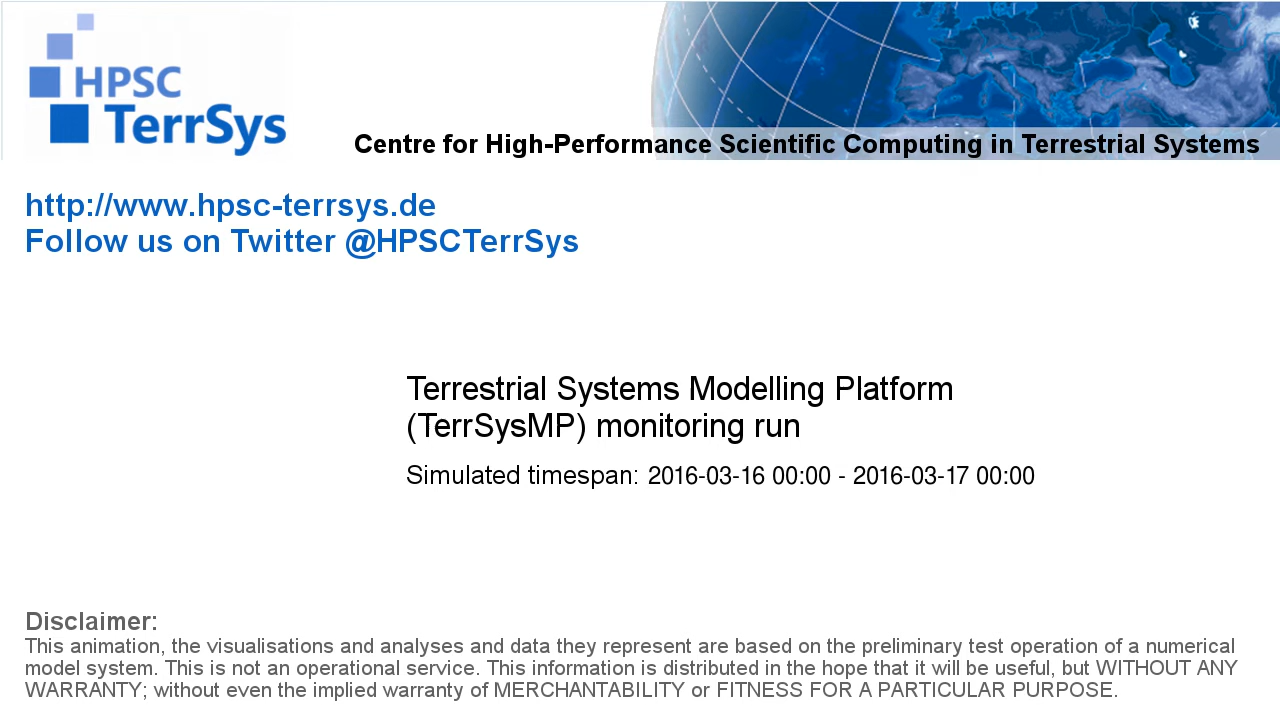 HPSC
TerrSys
Centre for High-Performance Scientific Computing in Terrestrial Systems
http://www.hpsc-terrsys.de
Follow us on Twitter @HPSCTerrSys
Terrestrial Systems Modelling Platform
(TerrSysMP) monitoring run
Simulated timespan: 2016-03-16 00:00 - 2016-03-17 00:00
Disclaimer:
This animation, the visualisations and analyses and data they represent are based on the preliminary test operation of a numerical
model system. This is not an operational service. This information is distributed in the hope that it will be useful, but WITHOUT ANY
WARRANTY; without even the implied warranty of MERCHANTABILITY or FITNESS FOR A PARTICULAR PURPOSE.